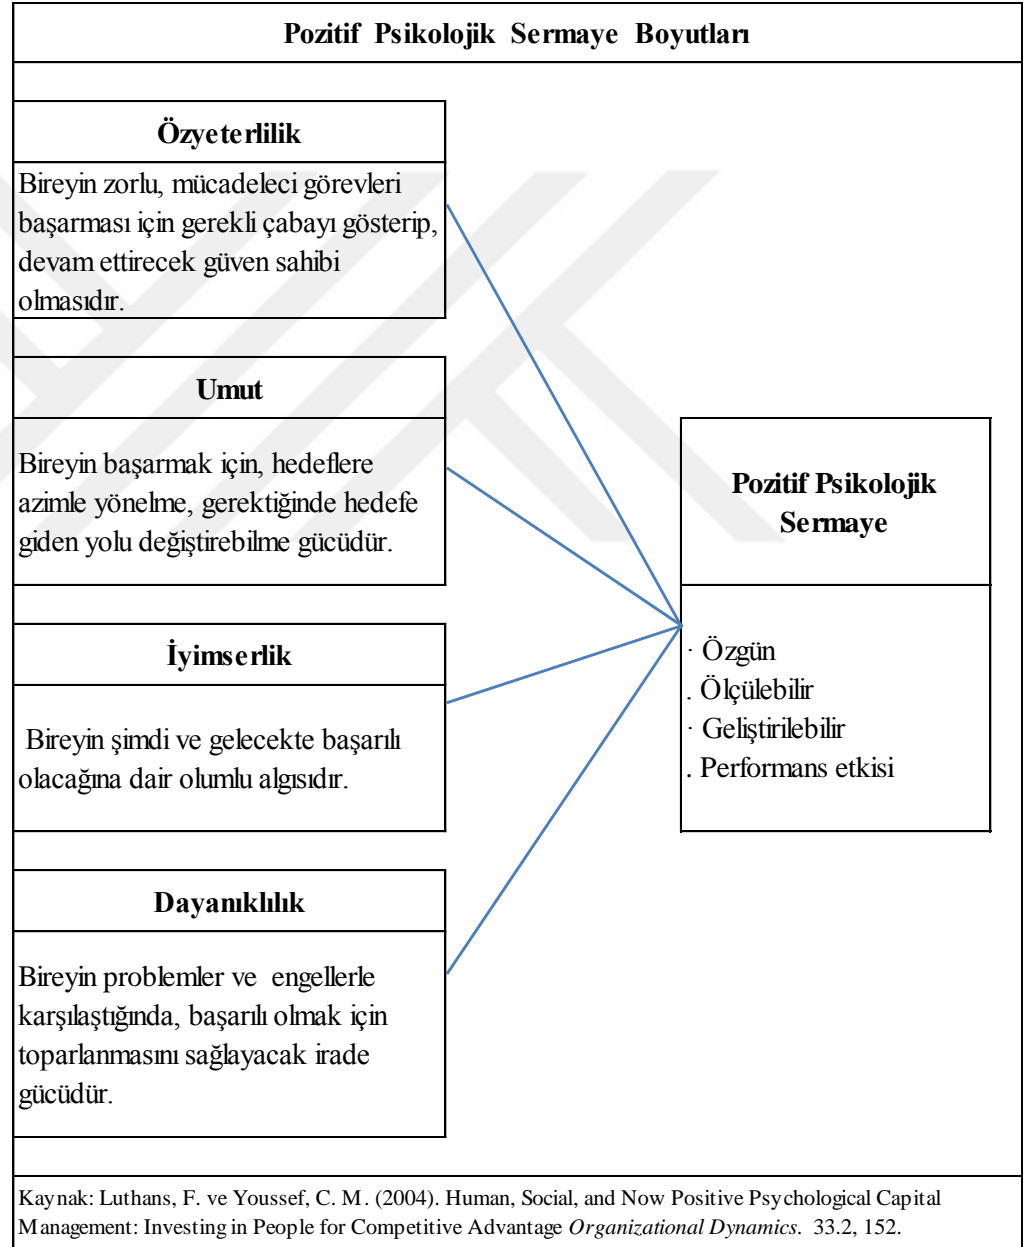 Pozitif Psikolojik Sermaye Boyutları
Özyeterlilik
Bireyin zorlu, mücadeleci görevleri
başarması için gerekli çabayı gösterip,
devam ettirecek güven sahibi
olmasıdır.
Umut
Bireyin başarmak için, hedeflere
azimle yönelme, gerektiğinde hedefe
giden yolu değiştirebilme gücüdür.
İyimserlik
Bireyin şimdi ve gelecekte başarılı
olacağına dair olumlu algısıdır.
Dayanıklılık
Bireyin problemler ve engellerle
karşılaştığında, başarılı olmak için
toparlanmasını sağlayacak irade
gücüdür.
Pozitif Psikolojik
Sermaye
· Özgün
. Ölçülebilir
· Geliştirilebilir
. Performans etkisi
Kaynak: Luthans, F. ve Youssef, C. M. (2004). Human, Social, and Now Positive Psychological Capital
Management: Investing in People for Competitive Advantage Organizational Dynamics. 33.2, 152.